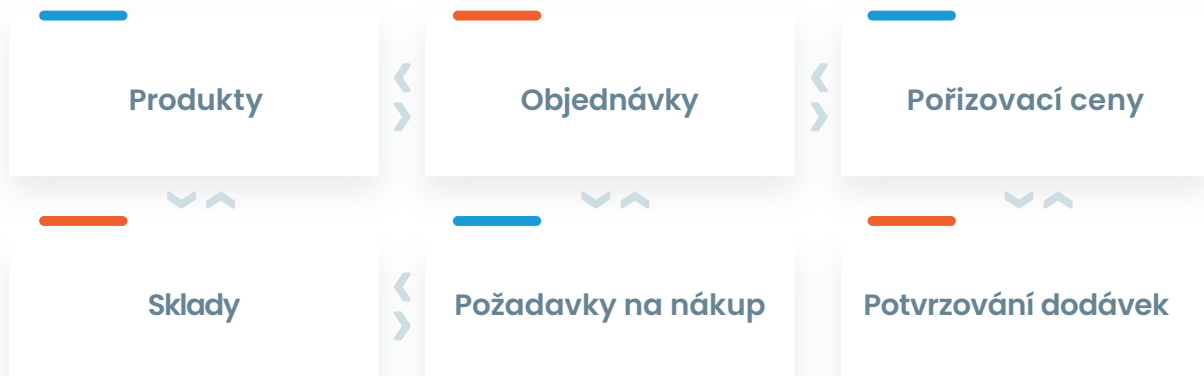 Produkty
Objednávky
Pořizovací ceny
Sklady
Požadavky na nákup
Potvrzování dodávek